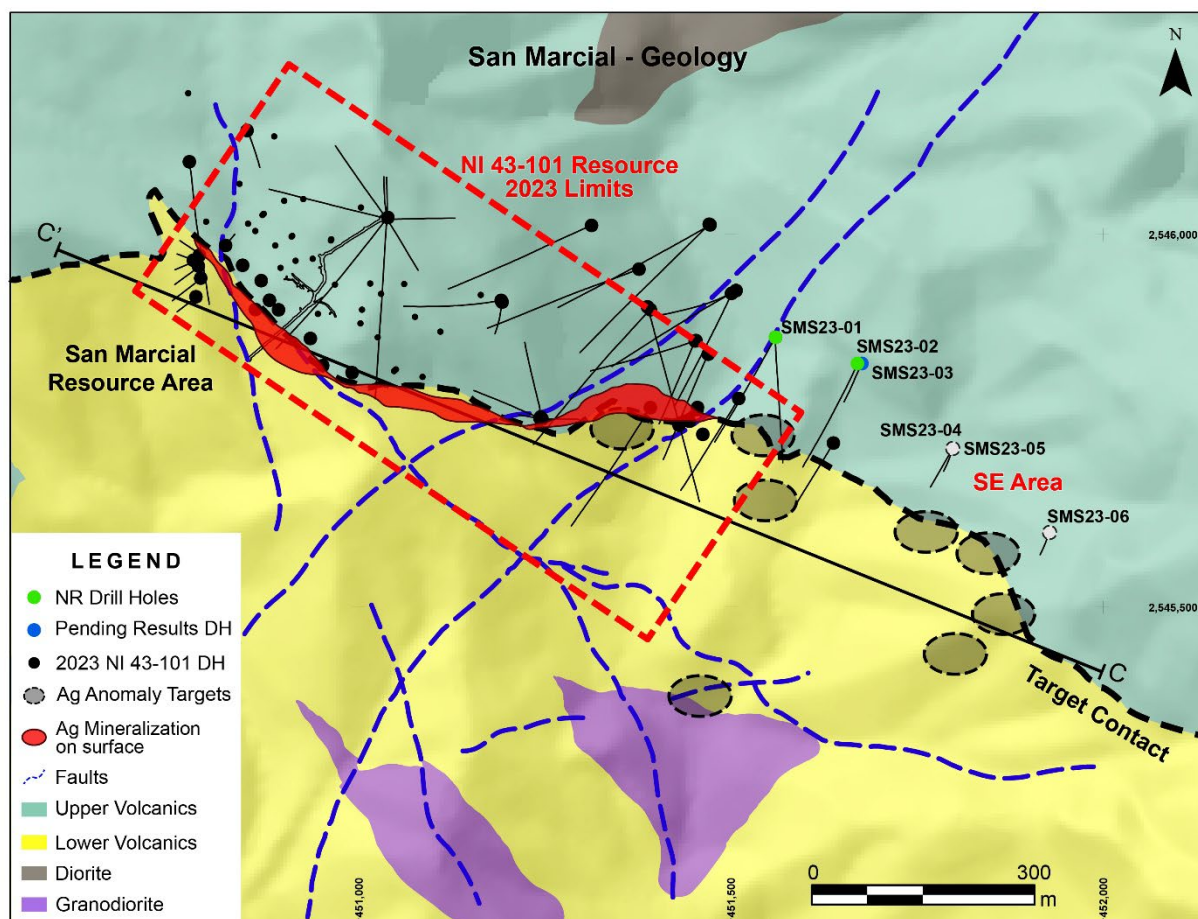 San Marcial - Geology
N
NI 43-101 Resource
2023 Limits
C'
2,546,000
SMS23-01
SMS23-02
SMS23-03
San Marcial
Resource Area
SMS23-04
SMS23-05
SE Area
SMS23-06
LEGEND
NR Drill Holes
Pending Results DH
2023 NI 43-101 DH
Ag Anomaly Targets
Ag Mineralization
on surface
Faults
Upper Volcanics
Lower Volcanics
Diorite
Granodiorite
2,545,500
C
Target Contact
0 300
m
451,000
451,500
452,000